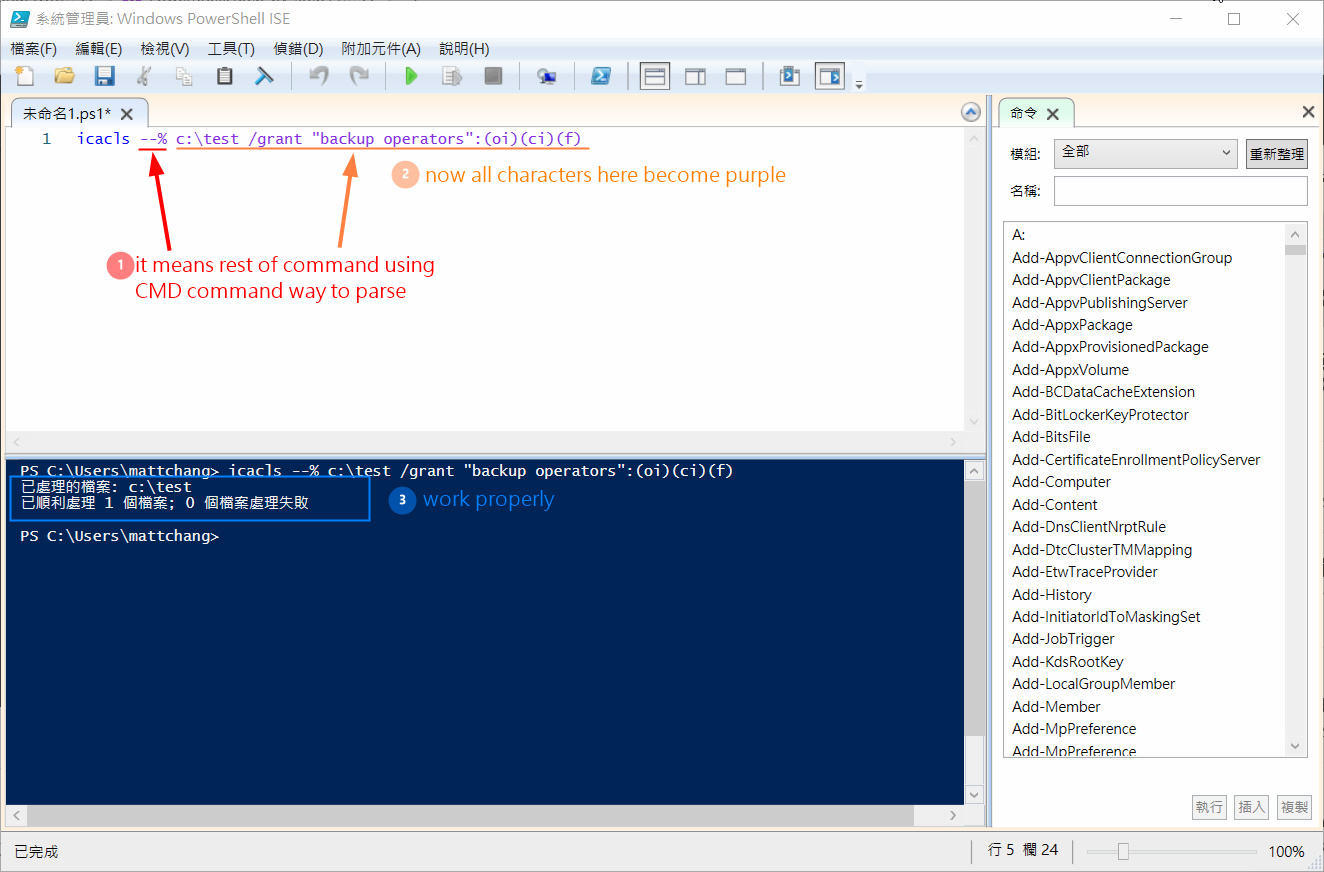 系統管理員: Windows PowerShell ISE
檔案(F) 編輯(E) 檢視(V) 工具(T) 偵錯(D) 附加元件(A) 說明(H)
未命名1.ps1*
1 icacls --% c:\test /grant "backup operators":(oi)(ci)(f)
2 now all characters here become purple
1 it means rest of command using
CMD command way to parse
PS C:\Users\mattchang> icacls --% c:\test /grant "backup operators":(oi)(ci)(f)
已處理的檔案: c:\test
已順利處理 1 個檔案; 0 個檔案處理失敗
3 work properly
PS C:\Users\mattchang>
命令
模組: 全部 重新整理
名稱:
A:
Add-AppvClientConnectionGroup
Add-AppvClientPackage
Add-AppvPublishingServer
Add-AppxPackage
Add-AppxProvisionedPackage
Add-AppxVolume
Add-BCDataCacheExtension
Add-BitLockerKeyProtector
Add-BitsFile
Add-CertificateEnrollmentPolicyServer
Add-Computer
Add-Content
Add-DnsClientNrptRule
Add-DtcClusterTMMapping
Add-EtwTraceProvider
Add-History
Add-InitiatorIdToMaskingSet
Add-JobTrigger
Add-KdsRootKey
Add-LocalGroupMember
Add-Member
Add-MpPreference
Add-MpPreference
執行 插入 複製
已完成
行 5 欄 24
100%